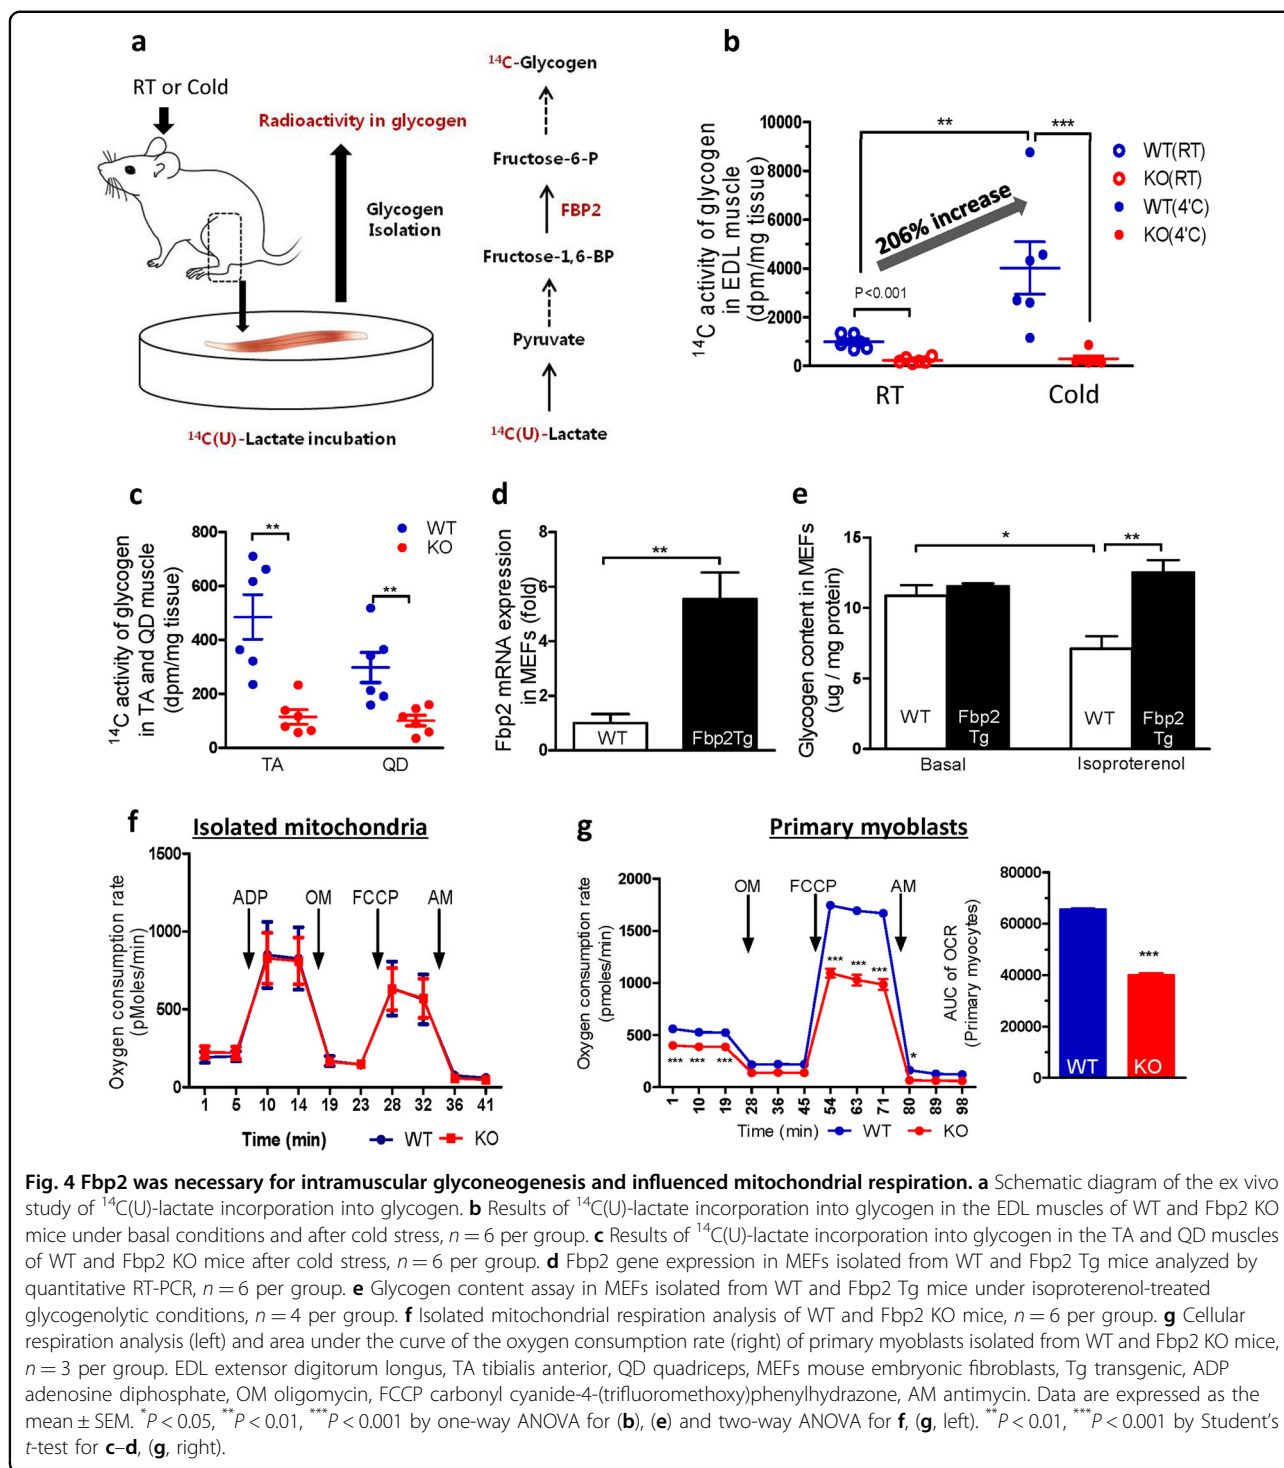 a
RT or Cold
Radioactivity in glycogen
Glycogen
Isolation
¹⁴C(U)-Lactate incubation
¹⁴C-Glycogen
Fructose-6-P
FBP2
Fructose-1,6-BP
Pyruvate
¹⁴C(U)-Lactate
b
¹⁴C activity of glycogen
in EDL muscle
(dpm/mg tissue)
10000
8000
6000
4000
2000
0
**
***
206% increase
P<0.001
RT
Cold
WT(RT)
KO(RT)
WT(4'C)
KO(4'C)
c
¹⁴C activity of glycogen
in TA and QD muscle
(dpm/mg tissue)
800
600
400
200
0
**
**
WT
KO
TA
QD
d
Fbp2 mRNA expression
in MEFs (fold)
8
6
4
2
0
**
WT
Fbp2Tg
e
Glycogen content in MEFs
(ug / mg protein)
15
10
5
0
*
**
WT
Fbp2
Tg
WT
Fbp2
Tg
Basal
Isoproterenol
f
Isolated mitochondria
Oxygen consumption rate
(pMoles/min)
1500
1000
500
0
ADP
OM
FCCP
AM
1 5 10 14 19 23 28 32 36 41
Time (min)
WT
KO
g
Primary myoblasts
Oxygen consumption rate
(pmoles/min)
2000
1500
1000
500
0
OM
FCCP
AM
*** *** ***
*** *** ***
*
1 10 19 28 36 45 54 63 71 80 89 98
Time (min)
WT
KO
AUC of OCR
(Primary myocytes)
80000
60000
40000
20000
0
***
WT
KO
Fig. 4 Fbp2 was necessary for intramuscular glyconeogenesis and influenced mitochondrial respiration. a Schematic diagram of the ex vivo
study of ¹⁴C(U)-lactate incorporation into glycogen. b Results of ¹⁴C(U)-lactate incorporation into glycogen in the EDL muscles of WT and Fbp2 KO
mice under basal conditions and after cold stress, n = 6 per group. c Results of ¹⁴C(U)-lactate incorporation into glycogen in the TA and QD muscles
of WT and Fbp2 KO mice after cold stress, n = 6 per group. d Fbp2 gene expression in MEFs isolated from WT and Fbp2 Tg mice analyzed by
quantitative RT-PCR, n = 6 per group. e Glycogen content assay in MEFs isolated from WT and Fbp2 Tg mice under isoproterenol-treated
glycogenolytic conditions, n = 4 per group. f Isolated mitochondrial respiration analysis of WT and Fbp2 KO mice, n = 6 per group. g Cellular
respiration analysis (left) and area under the curve of the oxygen consumption rate (right) of primary myoblasts isolated from WT and Fbp2 KO mice,
n = 3 per group. EDL extensor digitorum longus, TA tibialis anterior, QD quadriceps, MEFs mouse embryonic fibroblasts, Tg transgenic, ADP
adenosine diphosphate, OM oligomycin, FCCP carbonyl cyanide-4-(trifluoromethoxy)phenylhydrazone, AM antimycin. Data are expressed as the
mean ± SEM. *P < 0.05, **P < 0.01, ***P < 0.001 by one-way ANOVA for (b), (e) and two-way ANOVA for f, (g, left). **P < 0.01, ***P < 0.001 by Student's
t-test for c–d, (g, right).